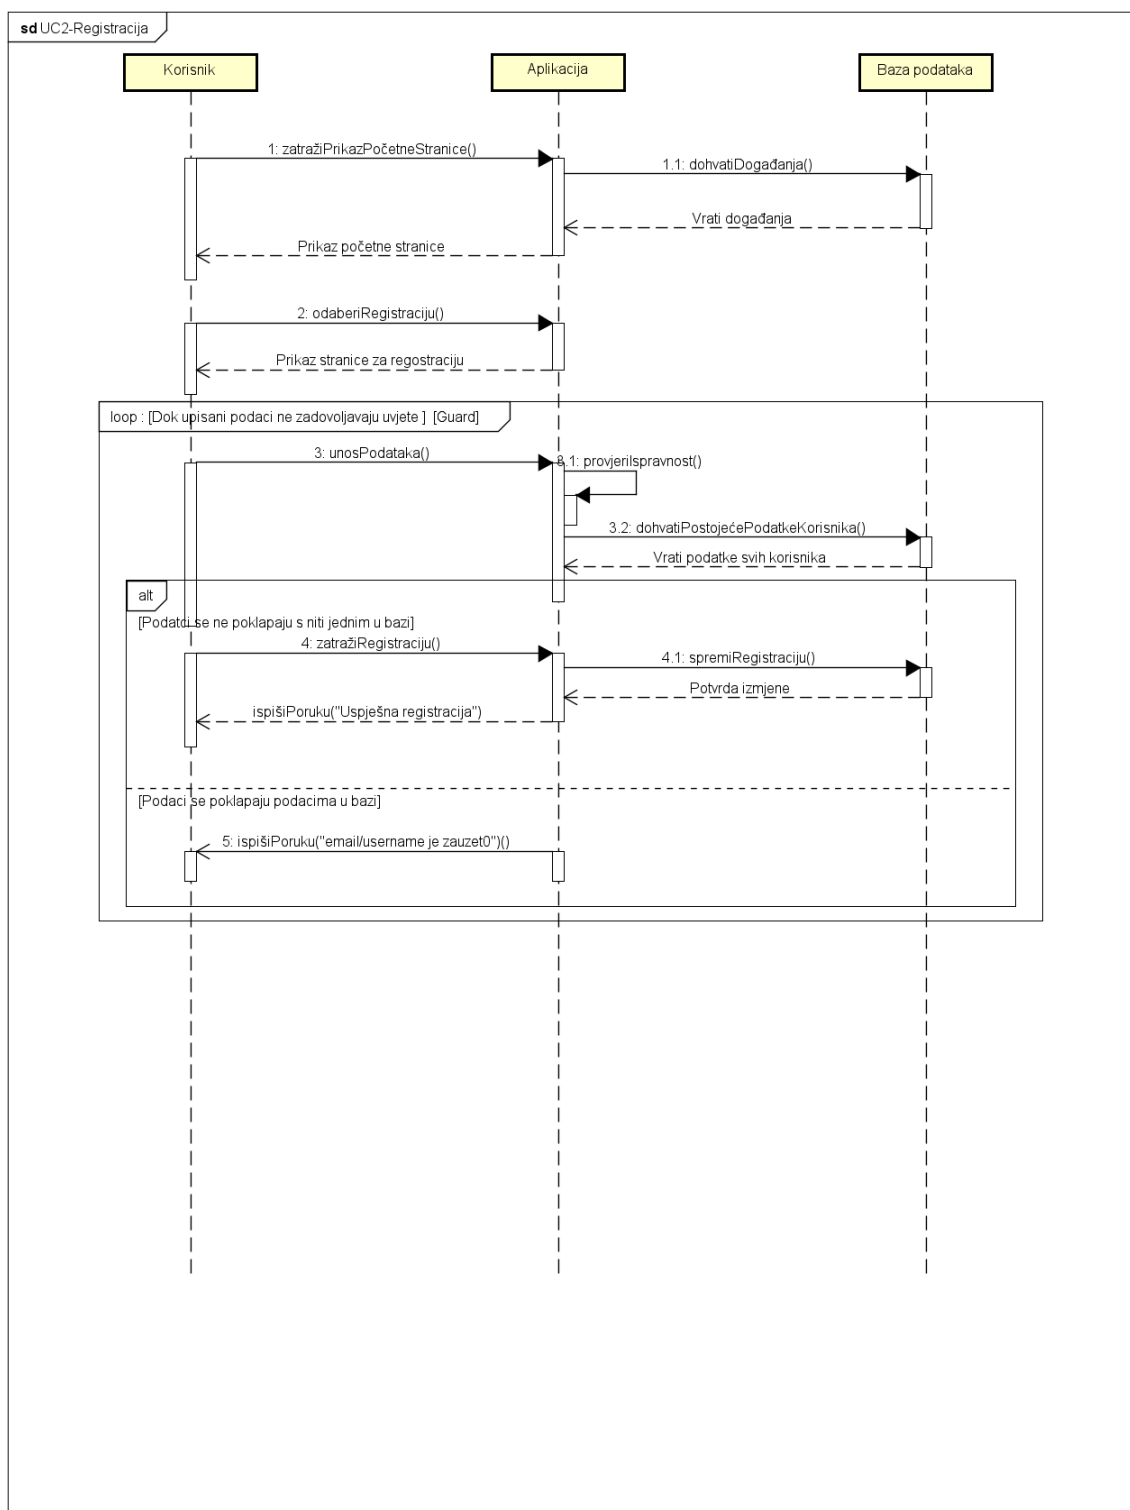 sd UC2-Registracija
Korisnik
Aplikacija
Baza podataka
1: zatražiPrikazPočetneStranice()
1.1: dohvatiDogađanja()
Vrati događanja
Prikaz početne stranice
2: odaberiRegistraciju()
Prikaz stranice za regostraciju
loop : [Dok upisani podaci ne zadovoljavaju uvjete ] [Guard]
3: unosPodataka()
3.1: provjeriIspravnost()
3.2: dohvatiPostojećePodatkeKorisnika()
Vrati podatke svih korisnika
alt
[Podatci se ne poklapaju s niti jednim u bazi]
4: zatražiRegistraciju()
4.1: spremiRegistraciju()
Potvrda izmjene
ispišiPoruku("Uspješna registracija")
[Podaci se poklapaju podacima u bazi]
5: ispišiPoruku("email/username je zauzet0")()